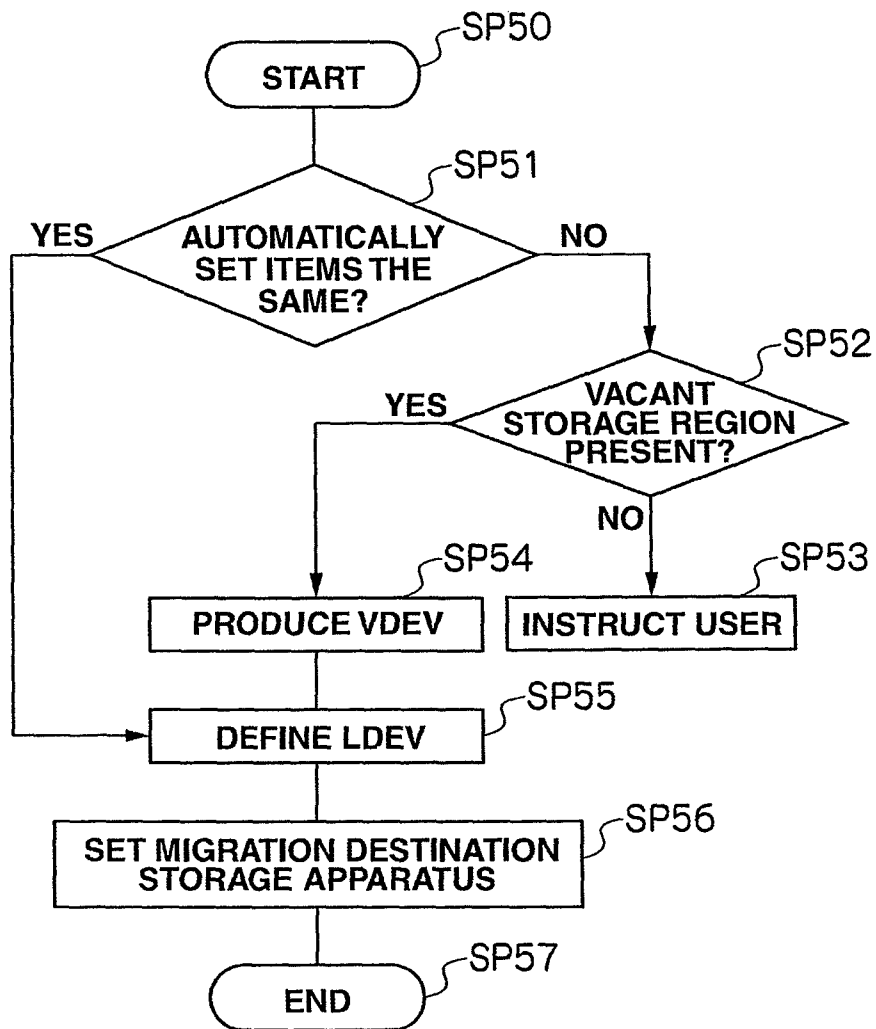 SP50
START
SP51
YES
AUTOMATICALLY
SET ITEMS THE
SAME?
NO
SP52
YES
VACANT
STORAGE REGION
PRESENT?
NO
SP54
SP53
PRODUCE VDEV
INSTRUCT USER
SP55
DEFINE LDEV
SP56
SET MIGRATION DESTINATION
STORAGE APPARATUS
SP57
END